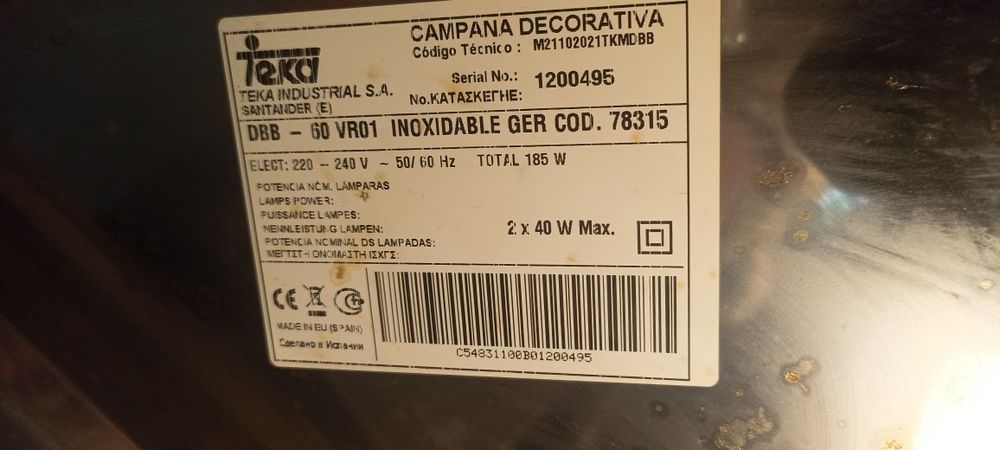 Teka
TEKA INDUSTRIAL S.A.
SANTANDER (E)
CAMPANA DECORATIVA
Código Técnico : M21102021TKMDBB
Serial No.: 1200495
No.ΚΑΤΑΣΚΕΓΗΕ:
DBB - 60 VR01 INOXIDABLE GER COD. 78315
ELECT: 220 - 240 V ~ 50/60 Hz TOTAL 185 W
POTENCIA NOM. LAMPARAS
LAMPS POWER:
PUISSANCE LAMPES:
NENNLEISTUNG LAMPEN:
POTENCIA NOMINAL DS LAMPADAS:
2 x 40 W Max.
CE
MADE IN EU (SPAIN)
Сделано в Испании
C54831100B01200495